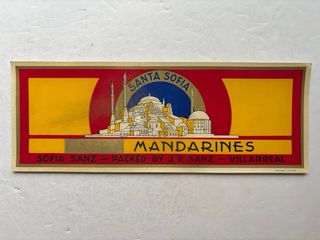 SANTA SOFIA
MANDARINES
SOFIA SANZ – PACKED BY J.P. SANZ – VILLARREAL